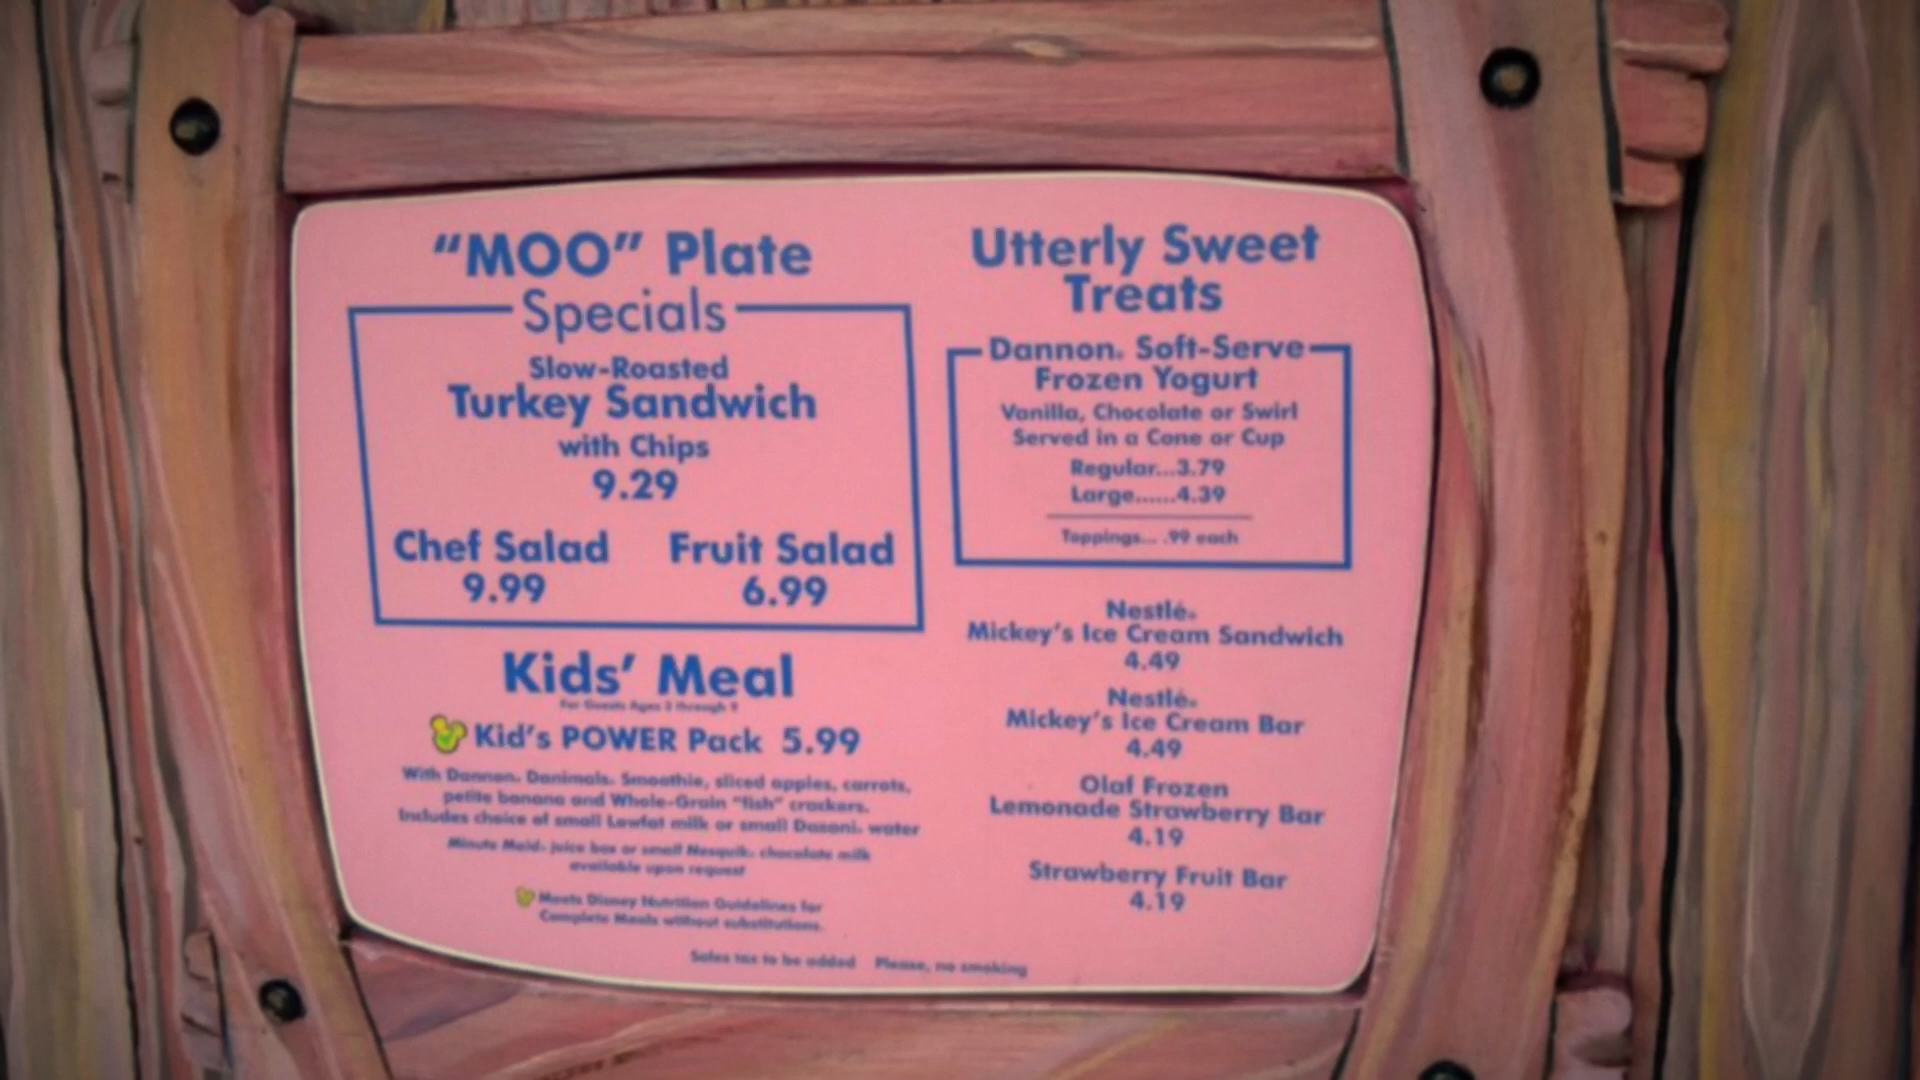 “MOO” Plate
Specials
Slow-Roasted
Turkey Sandwich
with Chips
9.29
Chef Salad Fruit Salad
9.99 6.99
Kids’ Meal
For Guests Ages 3 through 9
Kid’s POWER Pack 5.99
With Dannon® Danimals® Smoothie, sliced apples, carrots,
petite banana and Whole-Grain “fish” crackers.
Includes choice of small Lowfat milk or small Dasani® water
Minute Maid® juice box or small Nesquik® chocolate milk
available upon request
Meets Disney Nutrition Guidelines for
Complete Meals without substitutions.
Utterly Sweet
Treats
Dannon® Soft-Serve
Frozen Yogurt
Vanilla, Chocolate or Swirl
Served in a Cone or Cup
Regular...3.79
Large......4.39
Toppings... .99 each
Nestlé®
Mickey’s Ice Cream Sandwich
4.49
Nestlé®
Mickey’s Ice Cream Bar
4.49
Olaf Frozen
Lemonade Strawberry Bar
4.19
Strawberry Fruit Bar
4.19
Sales tax to be added Please, no smoking